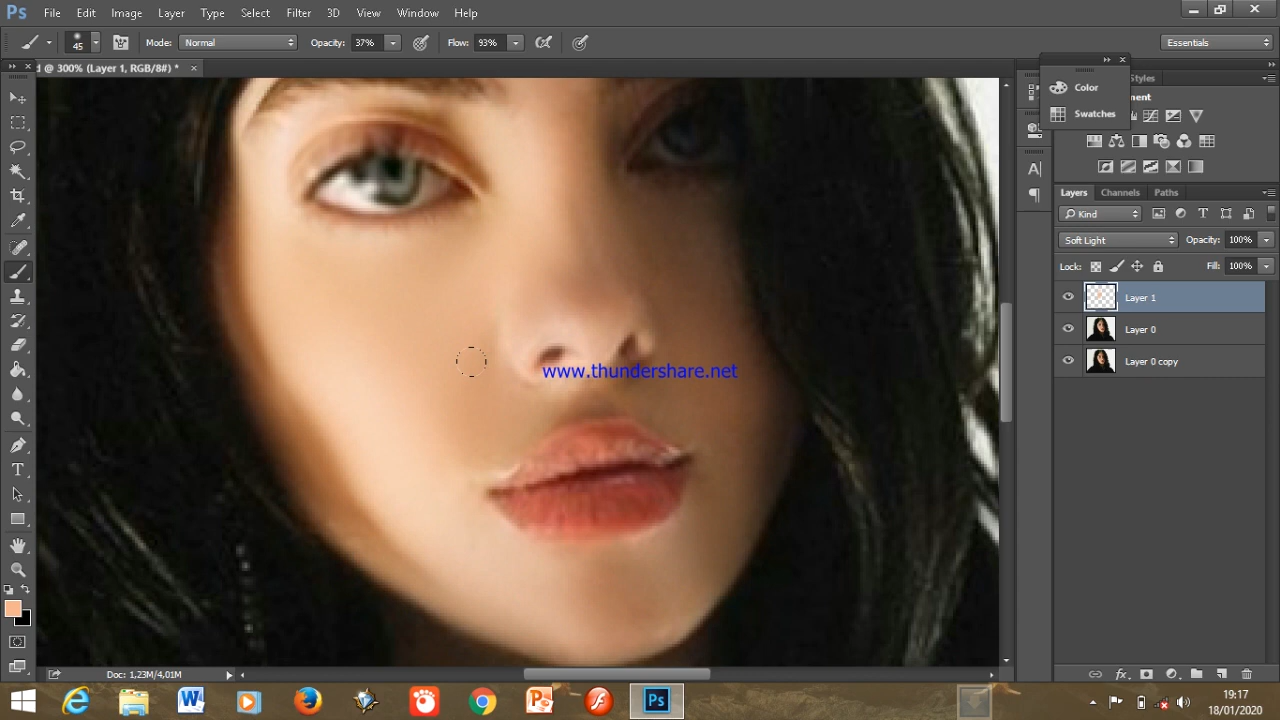 Ps File Edit Image Layer Type Select Filter 3D View Window Help
45 Mode: Normal Opacity: 37% Flow: 93% Essentials
@ 300% (Layer 1, RGB/8#) * ×
Color
Swatches
Styles
Layers Channels Paths
Kind
Soft Light Opacity: 100%
Lock: Fill: 100%
Layer 1
Layer 0
Layer 0 copy
www.thundershare.net
Doc: 1,23M/4,01M
19:17
18/01/2020